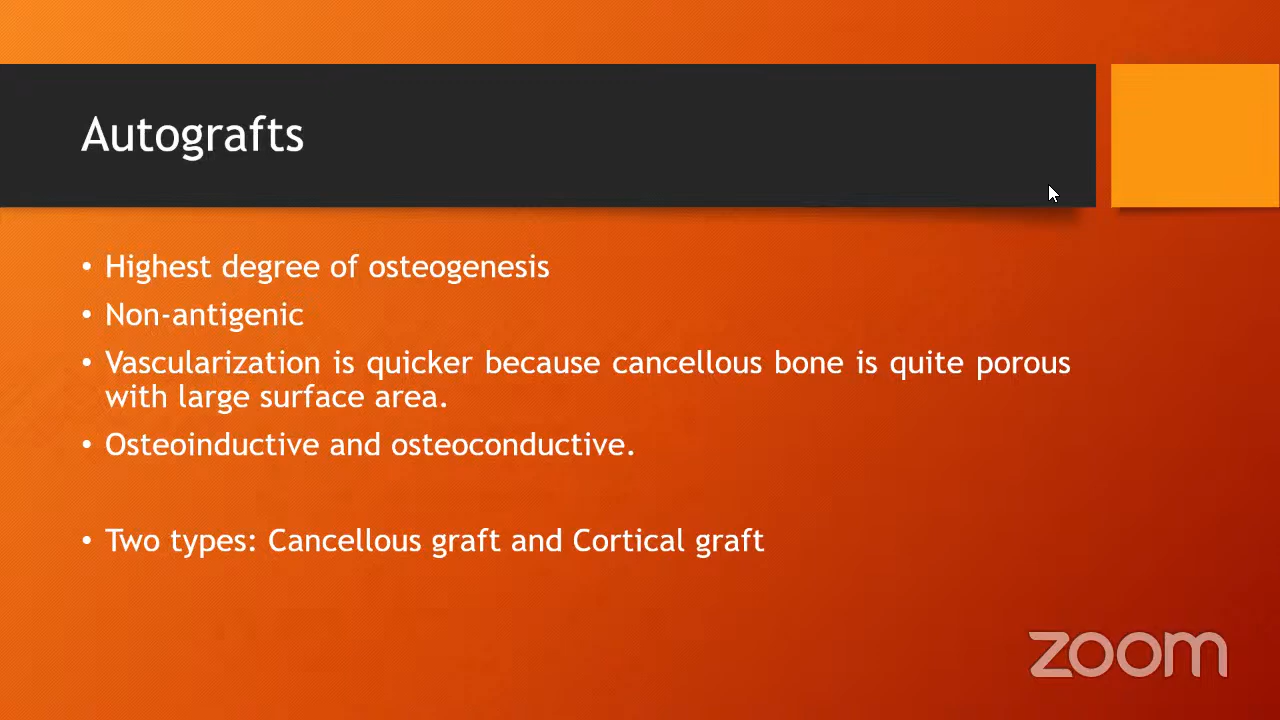 Autografts
• Highest degree of osteogenesis
• Non-antigenic
• Vascularization is quicker because cancellous bone is quite porous
with large surface area.
• Osteoinductive and osteoconductive.
• Two types: Cancellous graft and Cortical graft
zoom